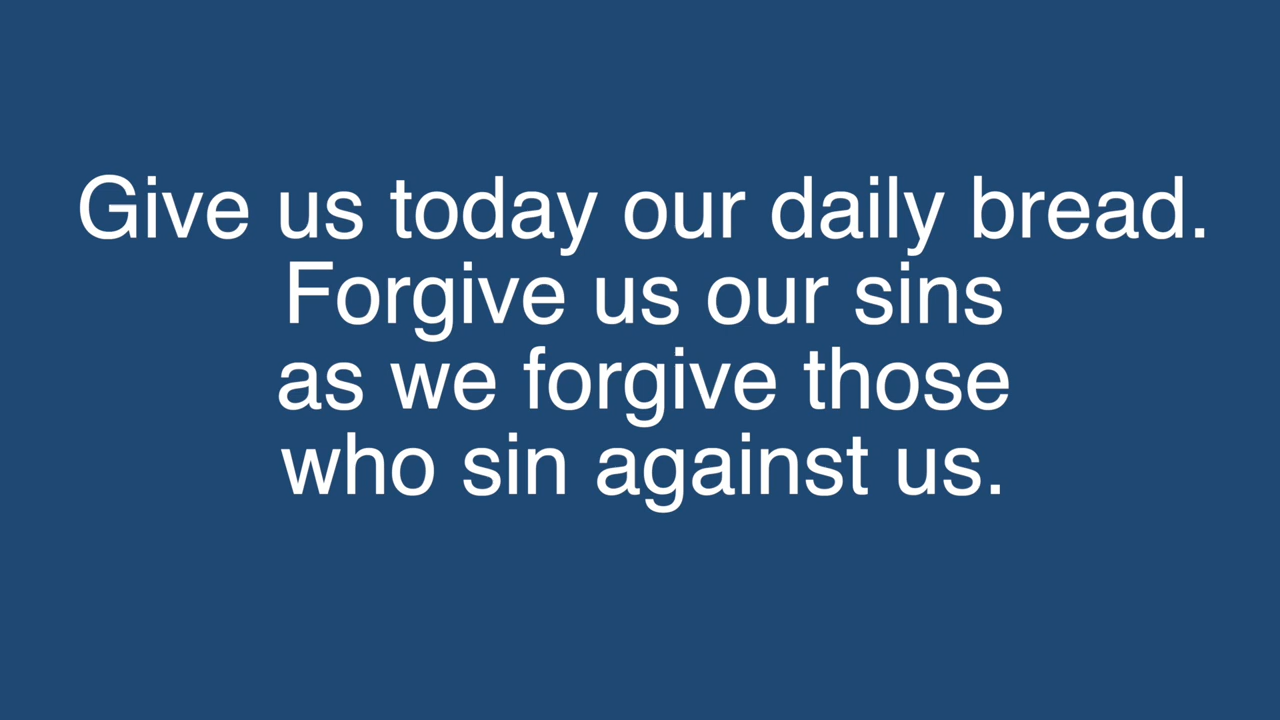 Give us today our daily bread.
Forgive us our sins
as we forgive those
who sin against us.